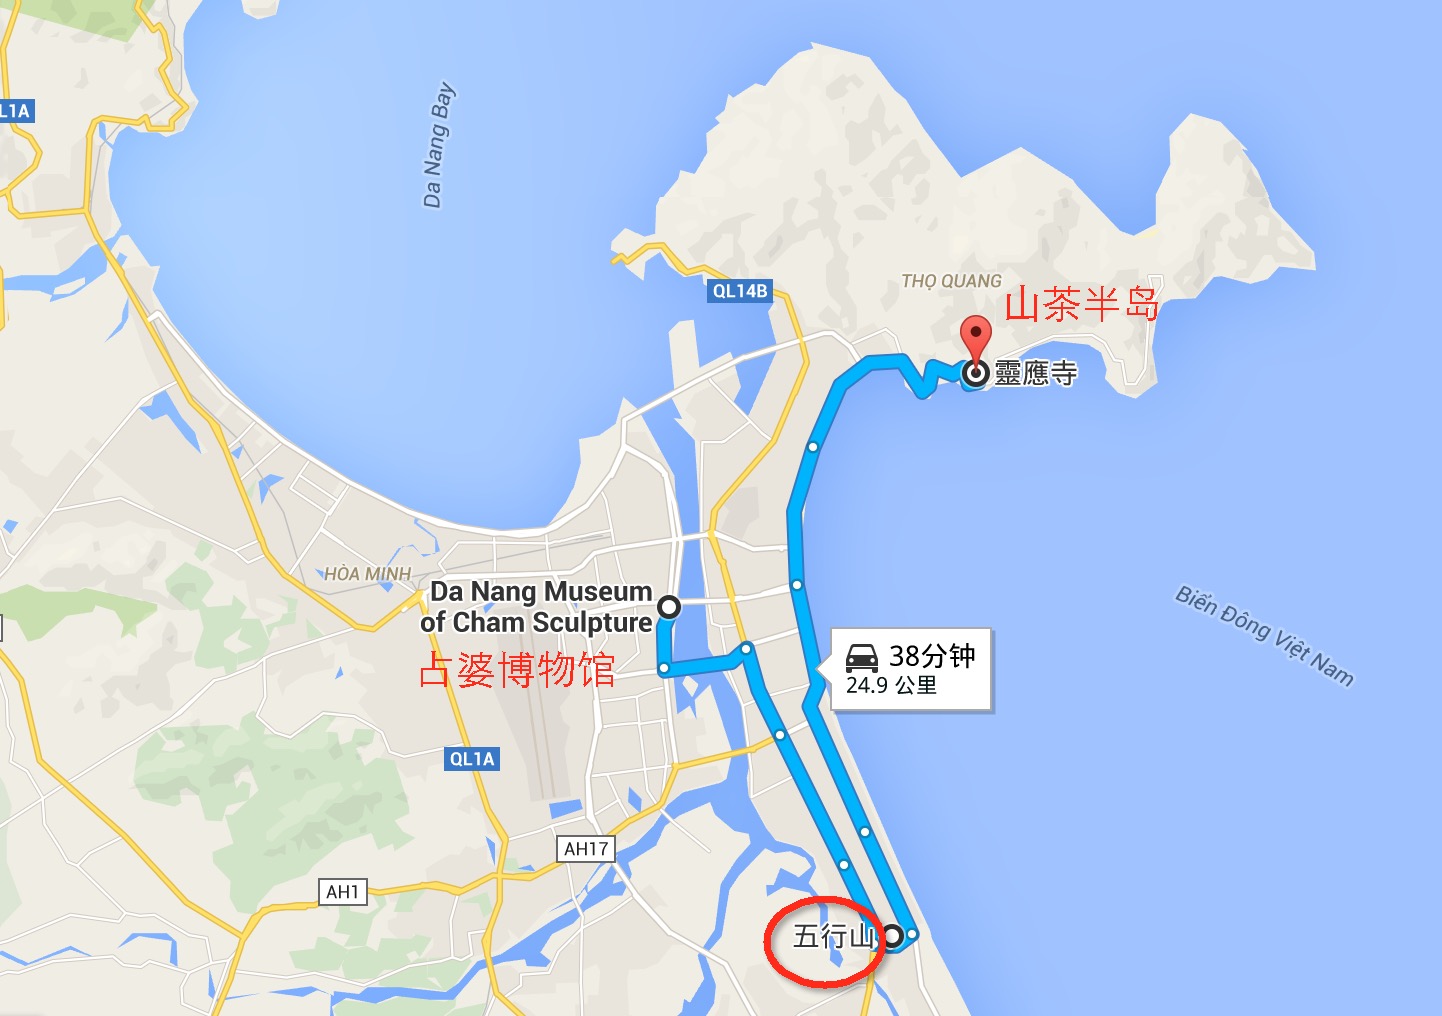 L1A
Da Nang Bay
QL14B
THỌ QUANG
山茶半岛
靈應寺
HÒA MINH
Da Nang Museum
of Cham Sculpture
占婆博物馆
38分钟
24.9 公里
Biển Đông Việt Nam
QL1A
AH17
AH1
五行山